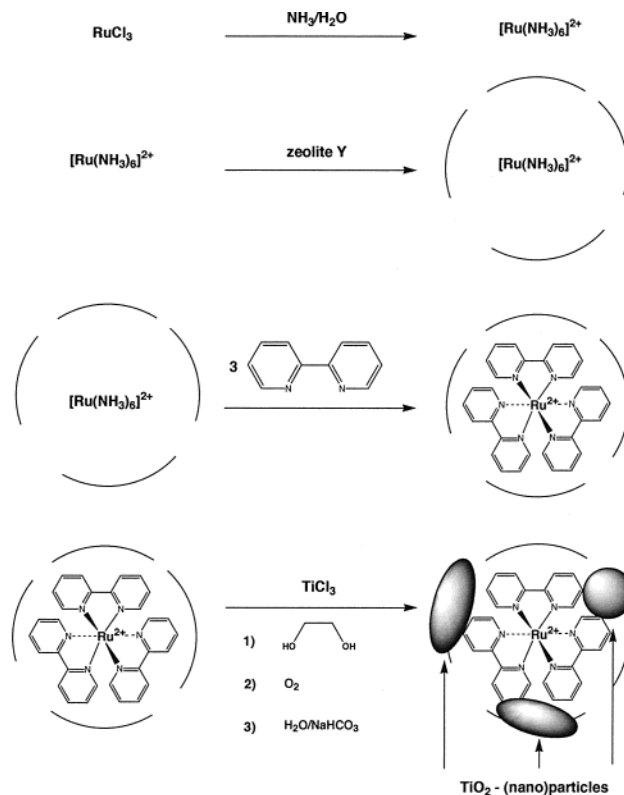 RuCl3 NH3/H2O [Ru(NH3)6]2+
[Ru(NH3)6]2+ zeolite Y [Ru(NH3)6]2+
[Ru(NH3)6]2+ 3 N N N N Ru2+ N N N N
N N Ru2+ N N N N TiCl3 N N Ru2+ N N N N
1) HO OH
2) O2
3) H2O/NaHCO3
TiO2 - (nano)particles